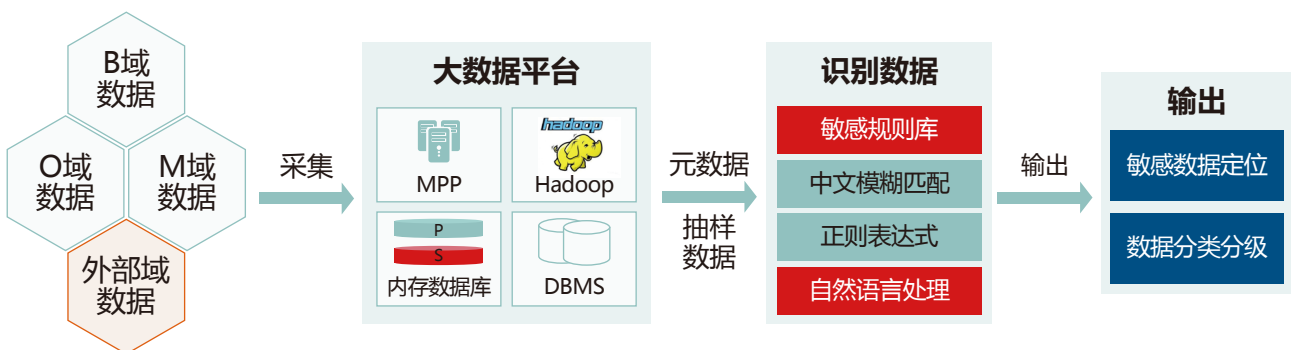 B域
数据
O域
数据
M域
数据
外部域
数据
采集
大数据平台
MPP
hadoop
Hadoop
P
S
内存数据库
DBMS
元数据
抽样
数据
识别数据
敏感规则库
中文模糊匹配
正则表达式
自然语言处理
输出
输出
敏感数据定位
数据分类分级